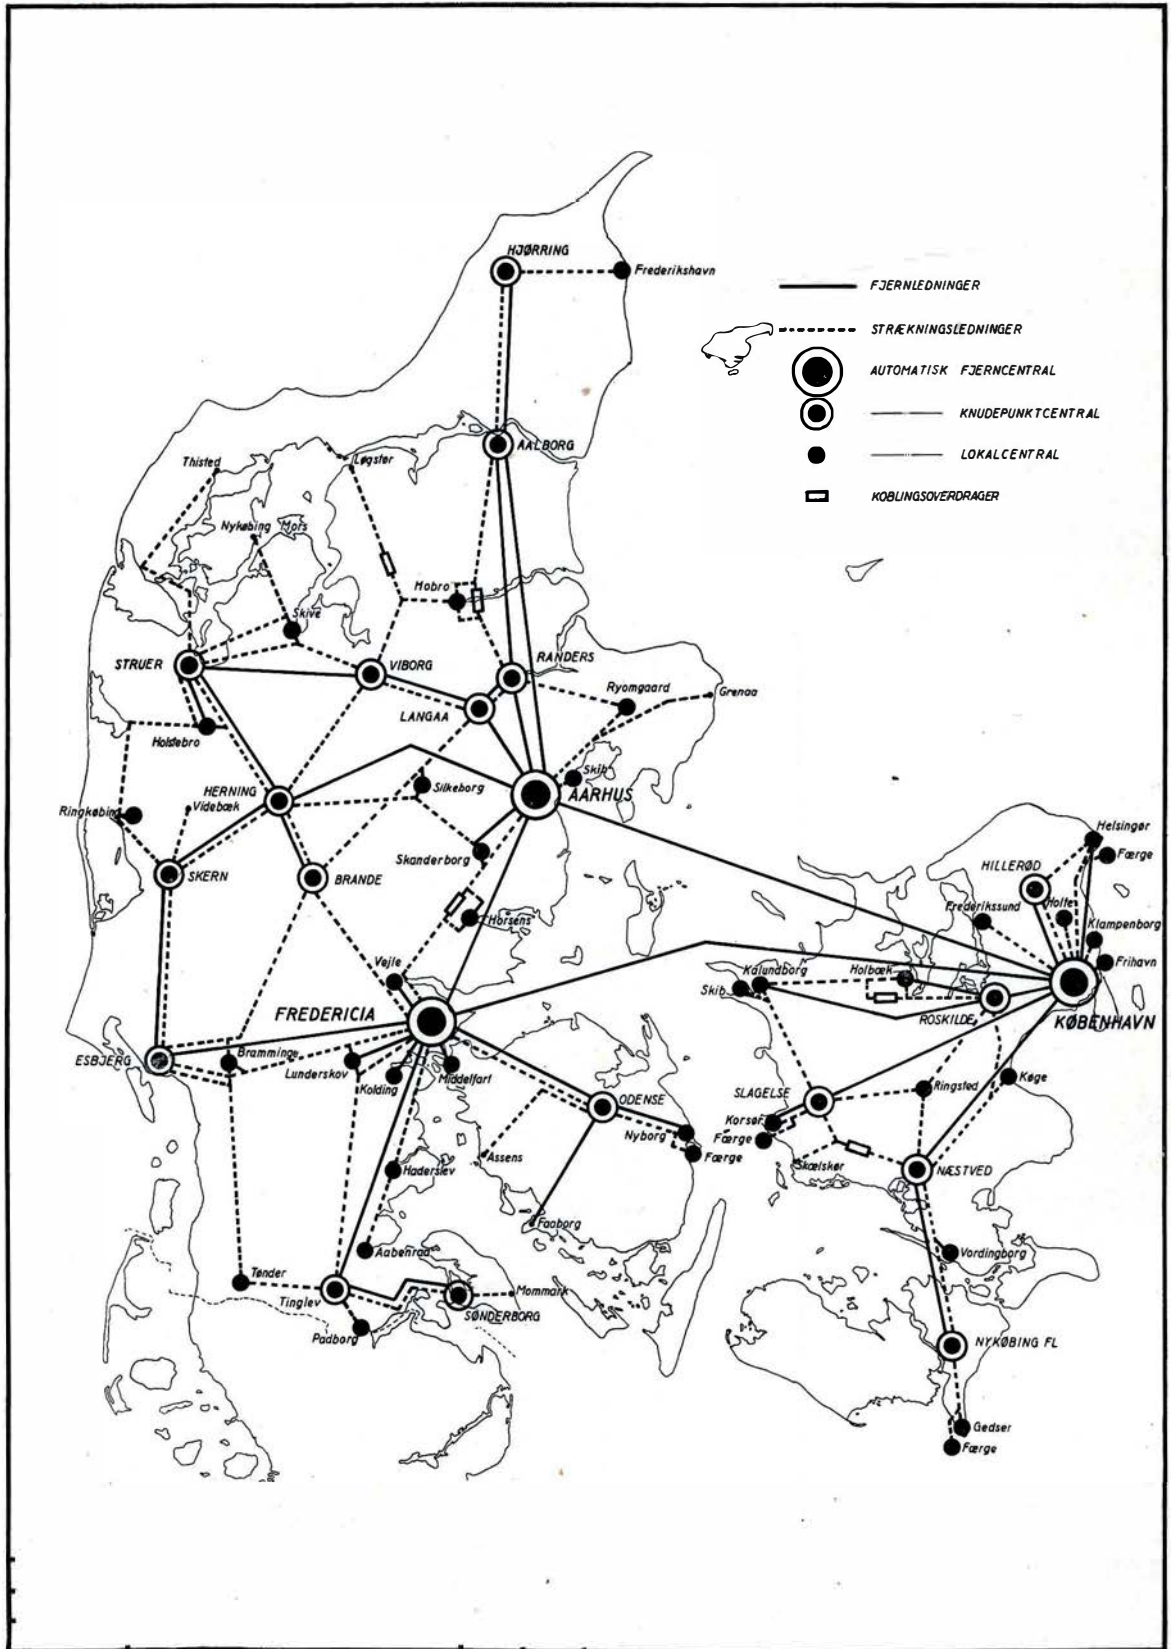 HJØRRING
Frederikshavn
FJERNLEDNINGER
STRÆKNINGSLEDNINGER
AUTOMATISK FJERNCENTRAL
KNUDEPUNKTCENTRAL
LOKALCENTRAL
KOBLINGSOVERDRAGER
AALBORG
Thisted
Løgstør
Nykøbing Mors
Hobro
Skive
STRUER
VIBORG
RANDERS
Ryomgaard
Grenaa
LANGAA
Holstebro
Skib
HERNING
Silkeborg
AARHUS
Videbæk
Ringkøbing
Skanderborg
SKERN
BRANDE
Horsens
Helsingør
Færge
HILLERØD
Holte
Frederikssund
Klampenborg
Frihavn
Vejle
Kalundborg
Holbæk
Skib
FREDERICIA
ROSKILDE
KØBENHAVN
ESBJERG
Bramminge
Lunderskov
Kolding
Middelfart
ODENSE
SLAGELSE
Ringsted
Køge
Korsør
Færge
Nyborg
Færge
Assens
Skælskør
Haderslev
NÆSTVED
Faaborg
Aabenraa
Vordingborg
Tønder
Tinglev
Mommark
SØNDERBORG
Padborg
NYKØBING FL
Gedser
Færge